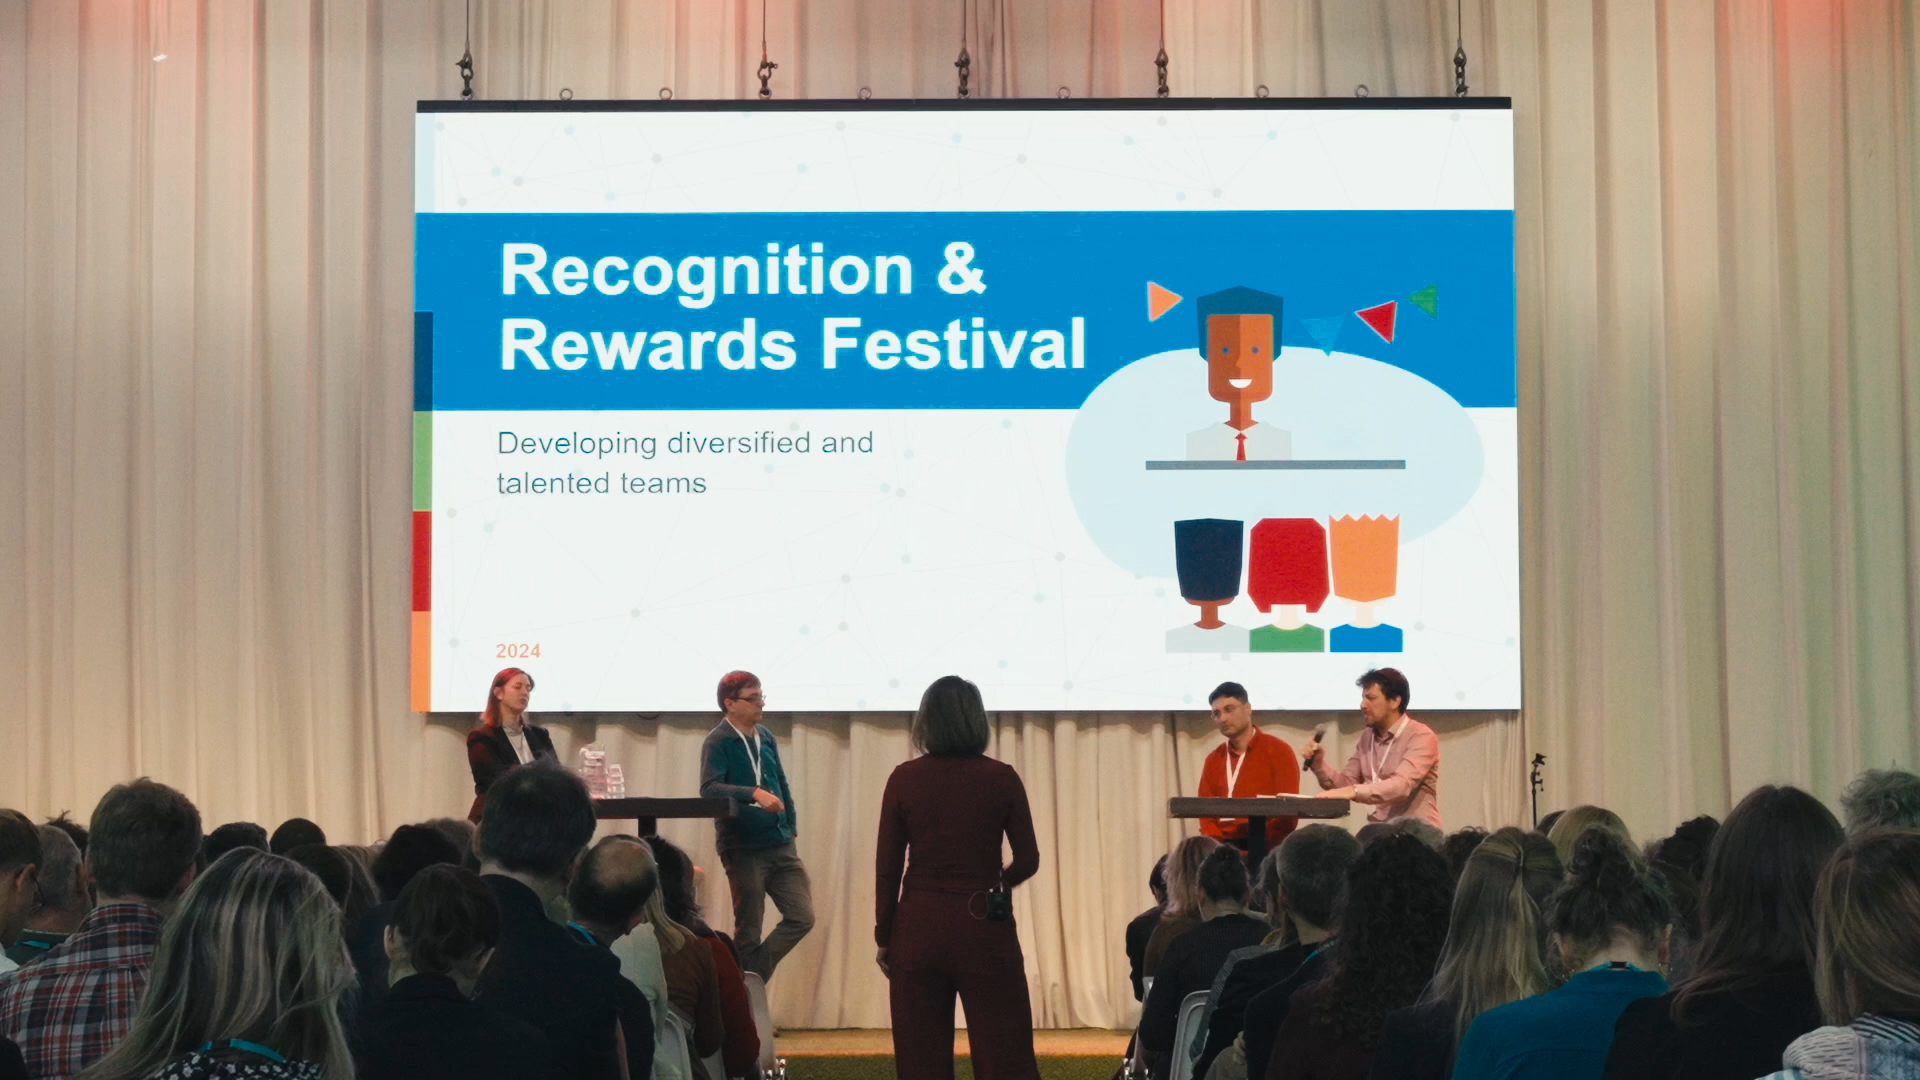 Recognition &
Rewards Festival
Developing diversified and
talented teams
2024